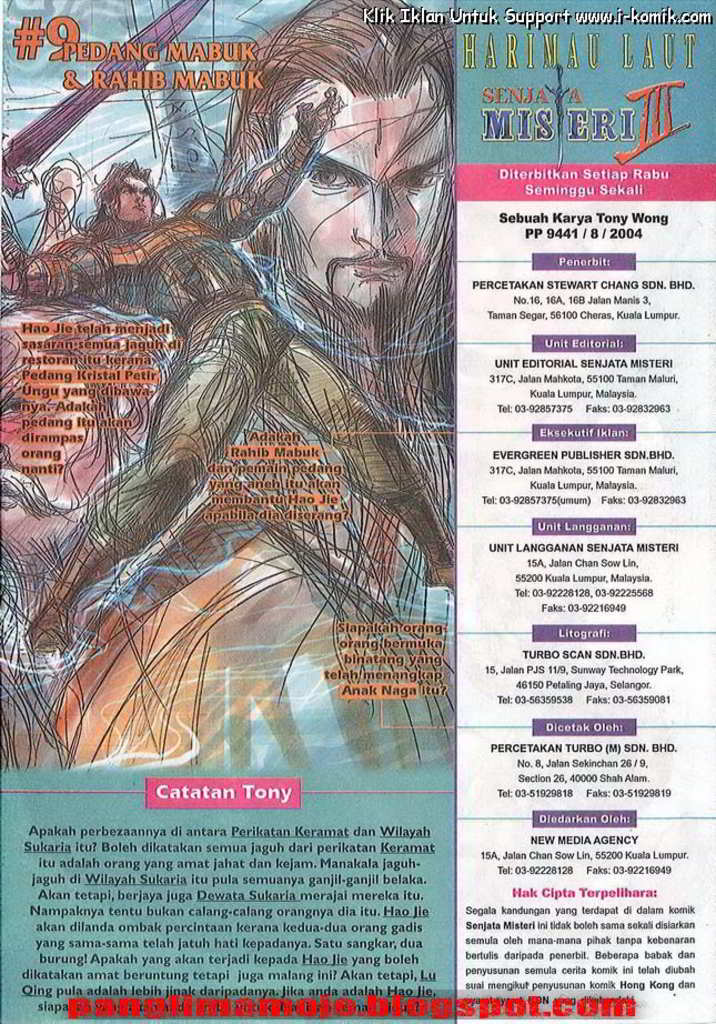 Klik Iklan Untuk Support www.i-komik.com
#9 PEDANG MABUK
& RAHIB MABUK
Hao Jie telah menjadi
sasaran semua jaguh di
restoran itu kerana
Pedang Kristal Petir
Ungu yang dibawa-
nya. Adakah
pedang itu akan
dirampas
orang
nanti?
Adakah
Rahib Mabuk
dan pemain pedang
yang aneh itu akan
membantu Hao Jie
apabila dia diserang?
Siapakah orang-
orang bermuka
binatang yang
telah menangkap
Anak Naga itu?
Catatan Tony
Apakah perbezaannya di antara Perikatan Keramat dan Wilayah
Sukaria itu? Boleh dikatakan semua jaguh dari perikatan Keramat
itu adalah orang yang amat jahat dan kejam. Manakala jaguh-
jaguh di Wilayah Sukaria itu pula semuanya ganjil-ganjil belaka.
Akan tetapi, berjaya juga Dewata Sukaria merajai mereka itu.
Nampaknya tentu bukan calang-calang orangnya dia itu. Hao Jie
akan dilanda ombak percintaan kerana kedua-dua orang gadis
yang sama-sama telah jatuh hati kepadanya. Satu sangkar, dua
burung! Apakah yang akan terjadi kepada Hao Jie yang boleh
dikatakan amat beruntung tetapi juga malang ini? Akan tetapi, Lu
Qing pula adalah lebih jinak daripadanya. Jika anda adalah Hao Jie,
HARIMAU LAUT
SENJATA
MISTERI III
Diterbitkan Setiap Rabu
Seminggu Sekali
Sebuah Karya Tony Wong
PP 9441 / 8 / 2004
Penerbit:
PERCETAKAN STEWART CHANG SDN. BHD.
No.16, 16A, 16B Jalan Manis 3,
Taman Segar, 56100 Cheras, Kuala Lumpur.
Unit Editorial:
UNIT EDITORIAL SENJATA MISTERI
317C, Jalan Mahkota, 55100 Taman Maluri,
Kuala Lumpur, Malaysia.
Tel: 03-92857375 Faks: 03-92832963
Eksekutif Iklan:
EVERGREEN PUBLISHER SDN.BHD.
317C, Jalan Mahkota, 55100 Taman Maluri,
Kuala Lumpur, Malaysia.
Tel: 03-92857375(umum) Faks: 03-92832963
Unit Langganan:
UNIT LANGGANAN SENJATA MISTERI
15A, Jalan Chan Sow Lin,
55200 Kuala Lumpur, Malaysia.
Tel: 03-92228128, 03-92225568
Faks: 03-92216949
Litografi:
TURBO SCAN SDN.BHD.
15, Jalan PJS 11/9, Sunway Technology Park,
46150 Petaling Jaya, Selangor.
Tel: 03-56359538 Faks: 03-56359081
Dicetak Oleh:
PERCETAKAN TURBO (M) SDN. BHD.
No. 8, Jalan Sekinchan 26 / 9,
Section 26, 40000 Shah Alam.
Tel: 03-51929818 Faks: 03-51929819
Diedarkan Oleh:
NEW MEDIA AGENCY
15A, Jalan Chan Sow Lin, 55200 Kuala Lumpur.
Tel: 03-92228128 Faks: 03-92216949
Hak Cipta Terpelihara:
Segala kandungan yang terdapat di dalam komik
Senjata Misteri ini tidak boleh sama sekali disiarkan
semula oleh mana-mana pihak tanpa kebenaran
bertulis daripada penerbit. Beberapa babak dan
penyusunan semula cerita komik ini telah diubah
suai mengikut penyusunan komik Hong Kong dan
panglimamoje.blogspot.com